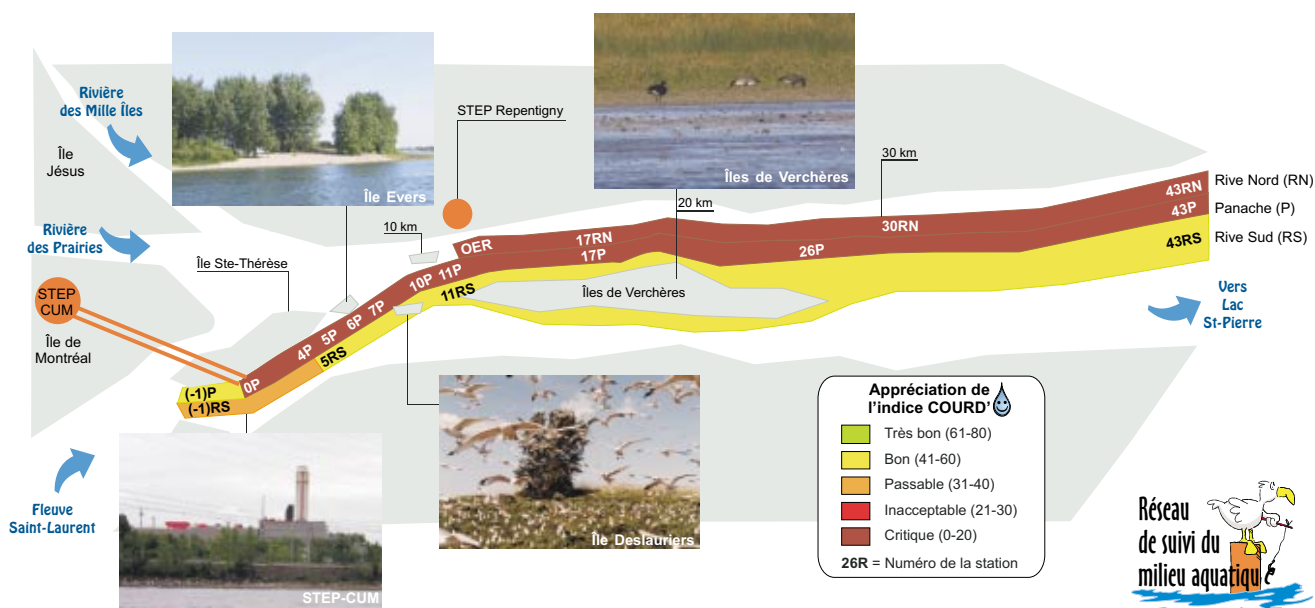 Rivière
des Mille Îles
Île
Jésus
Rivière
des Prairies
Île Ste-Thérèse
STEP
CUM
Île de
Montréal
Fleuve
Saint-Laurent
Île Evers
STEP Repentigny
Îles de Verchères
10 km
20 km
30 km
(-1)P
(-1)RS
0P
4P
5P
5RS
6P
7P
10P
11P
11RS
OER
17RN
17P
26P
30RN
43RN
43P
43RS
Îles de Verchères
Rive Nord (RN)
Panache (P)
Rive Sud (RS)
Vers
Lac
St-Pierre
STEP-CUM
Île Deslauriers
Appréciation de
l'indice COURD'
Très bon (61-80)
Bon (41-60)
Passable (31-40)
Inacceptable (21-30)
Critique (0-20)
26R = Numéro de la station
Réseau
de suivi du
milieu aquatique